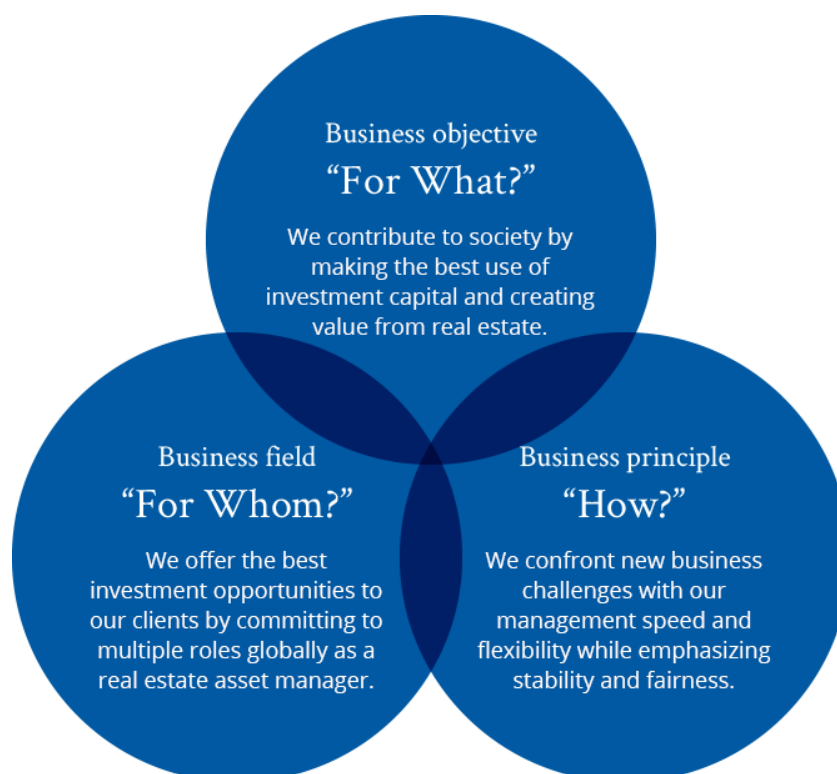 Business objective
“For What?”
We contribute to society by
making the best use of
investment capital and creating
value from real estate.
Business field
“For Whom?”
We offer the best
investment opportunities to
our clients by committing to
multiple roles globally as a
real estate asset manager.
Business principle
“How?”
We confront new business
challenges with our
management speed and
flexibility while emphasizing
stability and fairness.